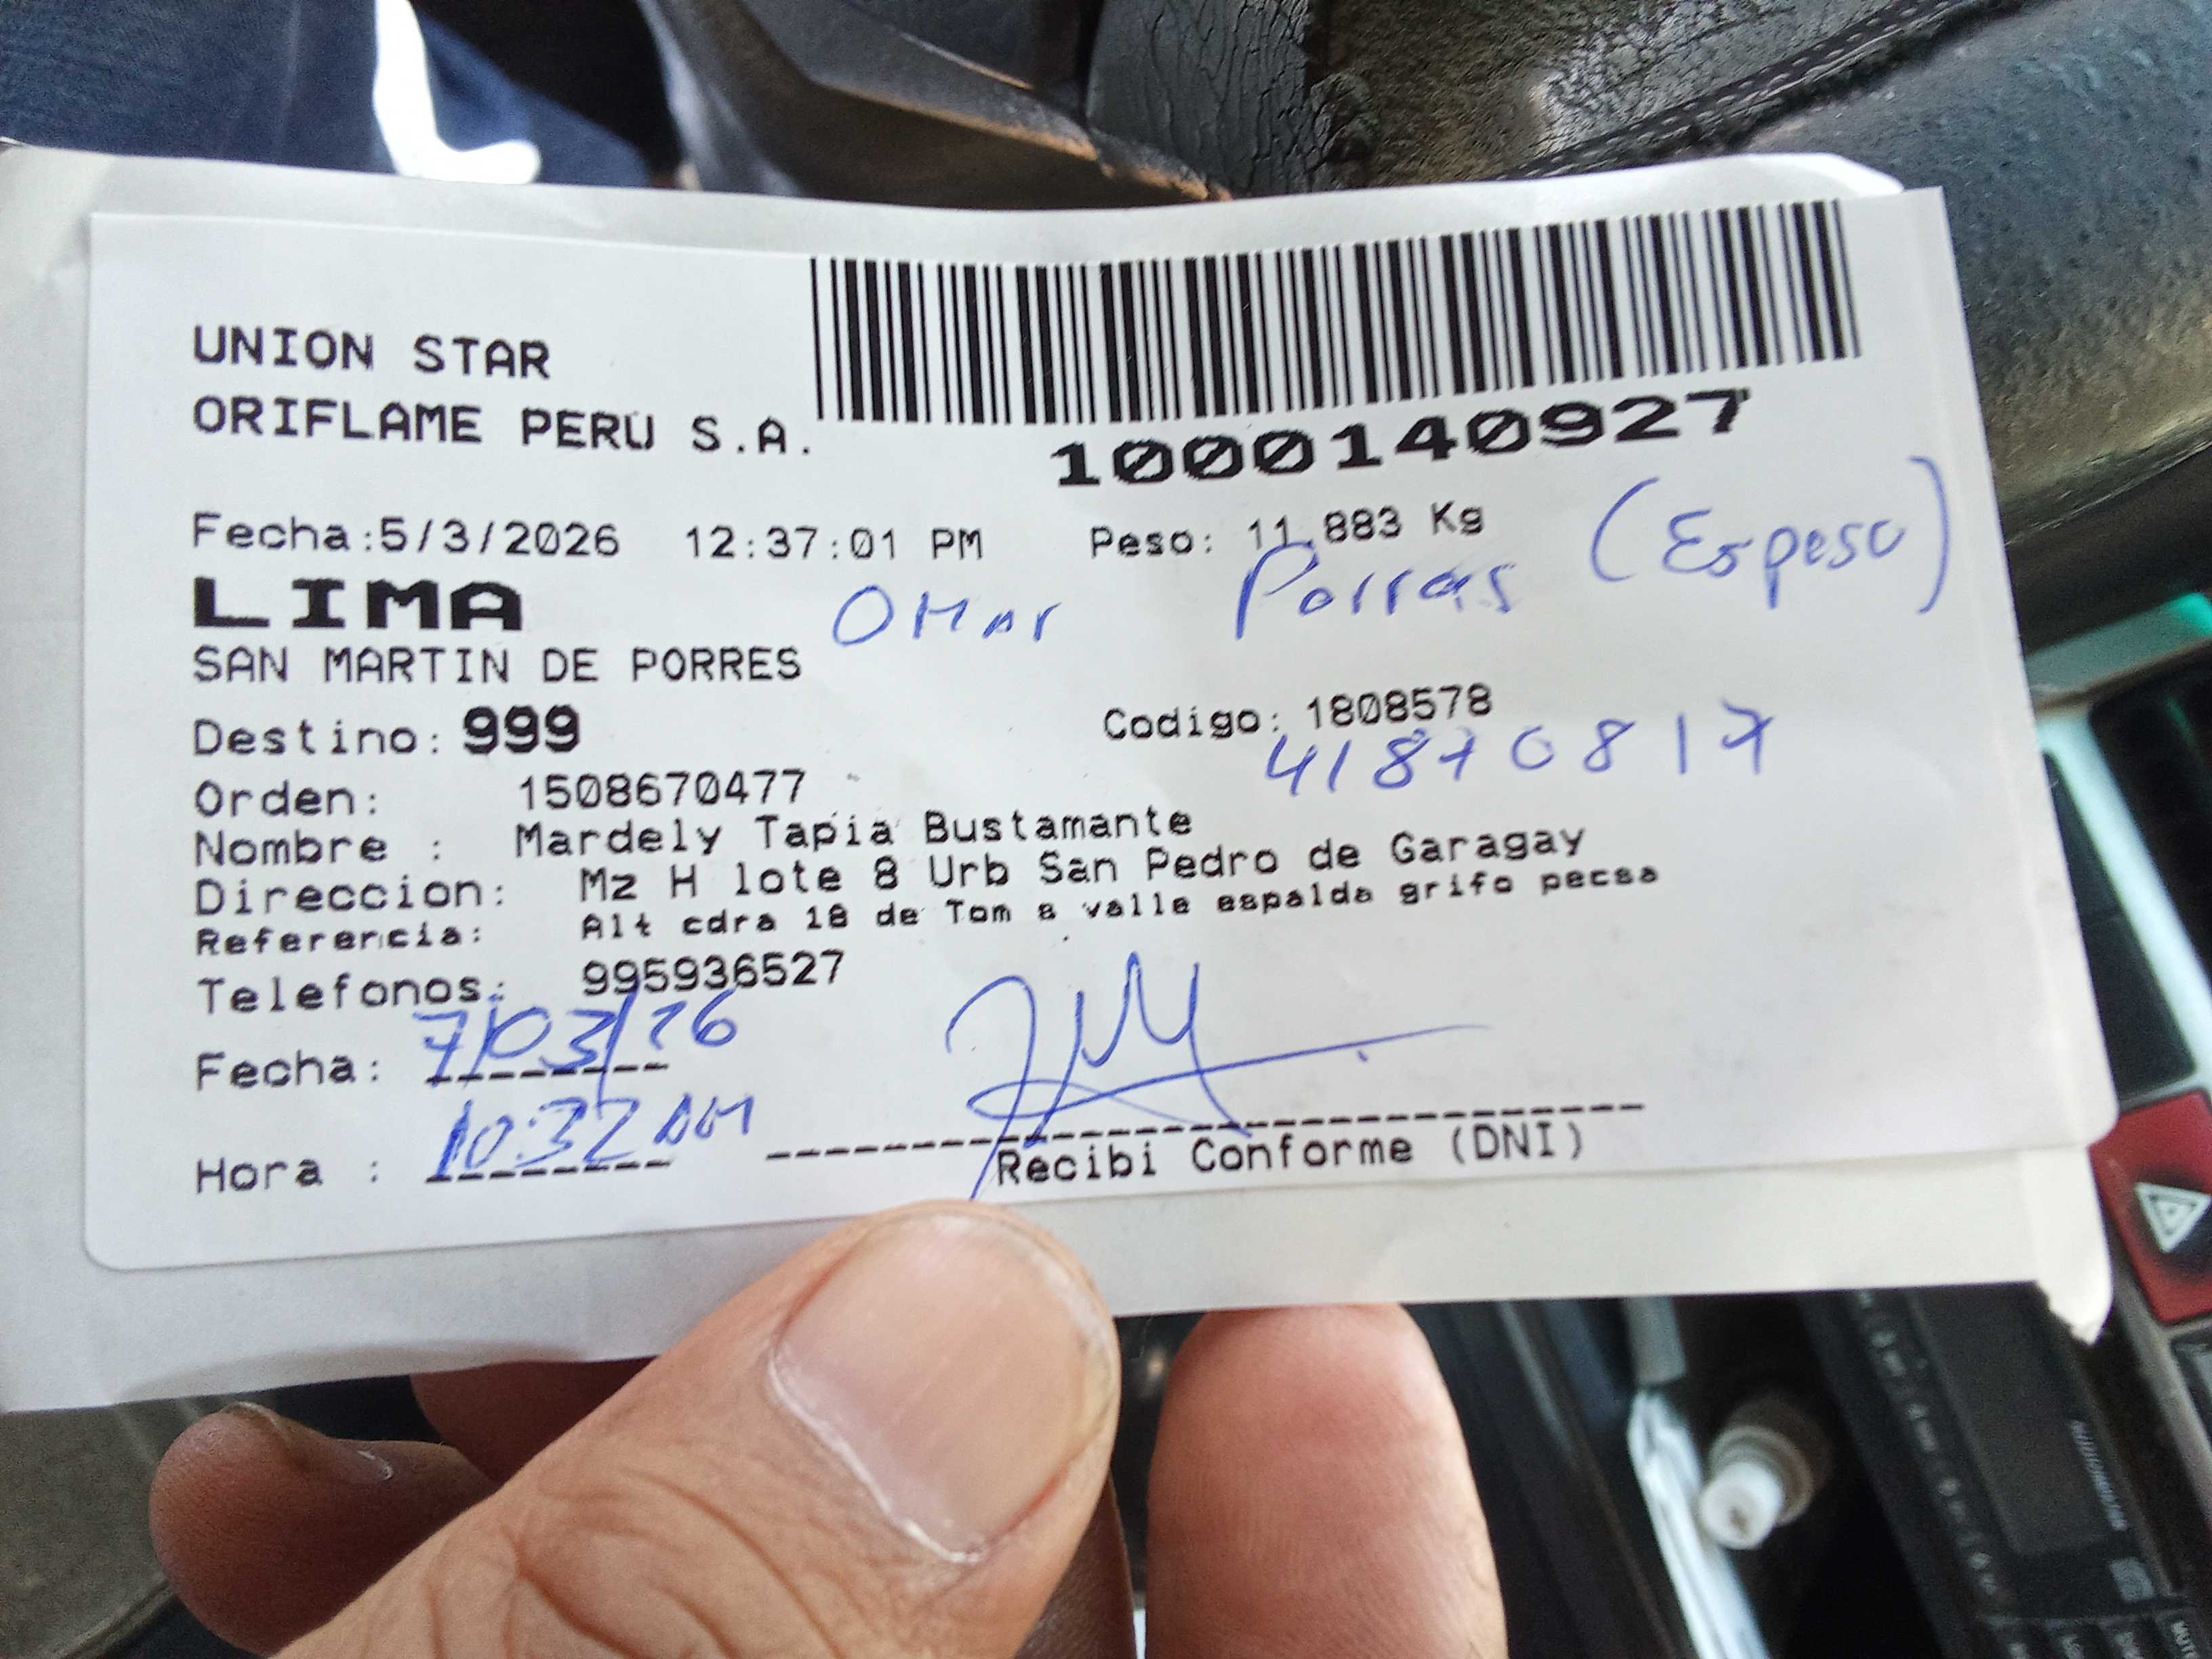 UNION STAR
ORIFLAME PERU S.A.
1000140927
Fecha:5/3/2026 12:37:01 PM Peso: 11.883 Kg
LIMA
Omar Porras (Espeso)
SAN MARTIN DE PORRES
Destino: 999 Codigo: 1808578
41870817
Orden: 1508670477
Nombre : Mardely Tapia Bustamante
Direccion: Mz H lote 8 Urb San Pedro de Garagay
Referencia: Alt cdra 18 de Tom s valle espalda grifo pecsa
Telefonos: 995936527
Fecha: 7/03/26
Hora : 10:32 AM
Recibi Conforme (DNI)